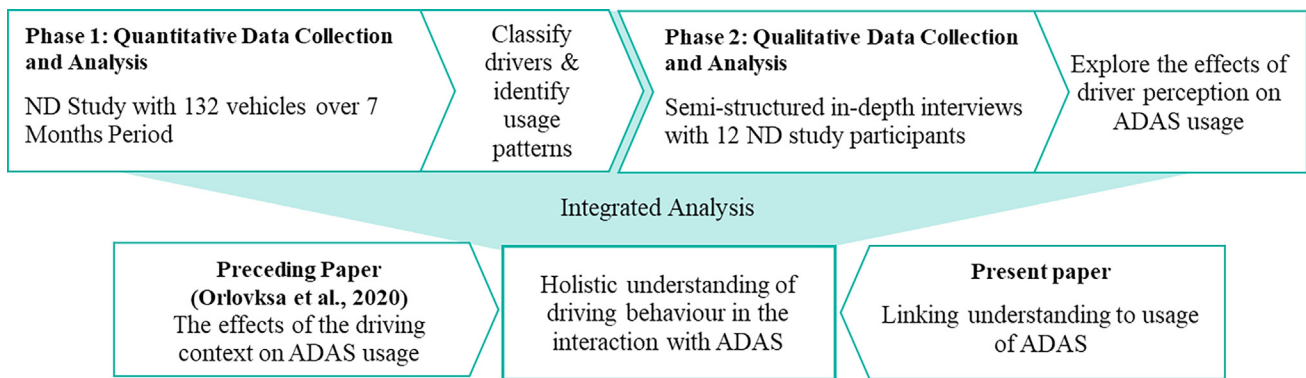 Phase 1: Quantitative Data Collection
and Analysis
ND Study with 132 vehicles over 7
Months Period
Classify
drivers &
identify
usage
patterns
Phase 2: Qualitative Data Collection
and Analysis
Semi-structured in-depth interviews
with 12 ND study participants
Explore the effects of
driver perception on
ADAS usage
Integrated Analysis
Preceding Paper
(Orlovksa et al., 2020)
The effects of the driving
context on ADAS usage
Holistic understanding of
driving behaviour in the
interaction with ADAS
Present paper
Linking understanding to usage
of ADAS